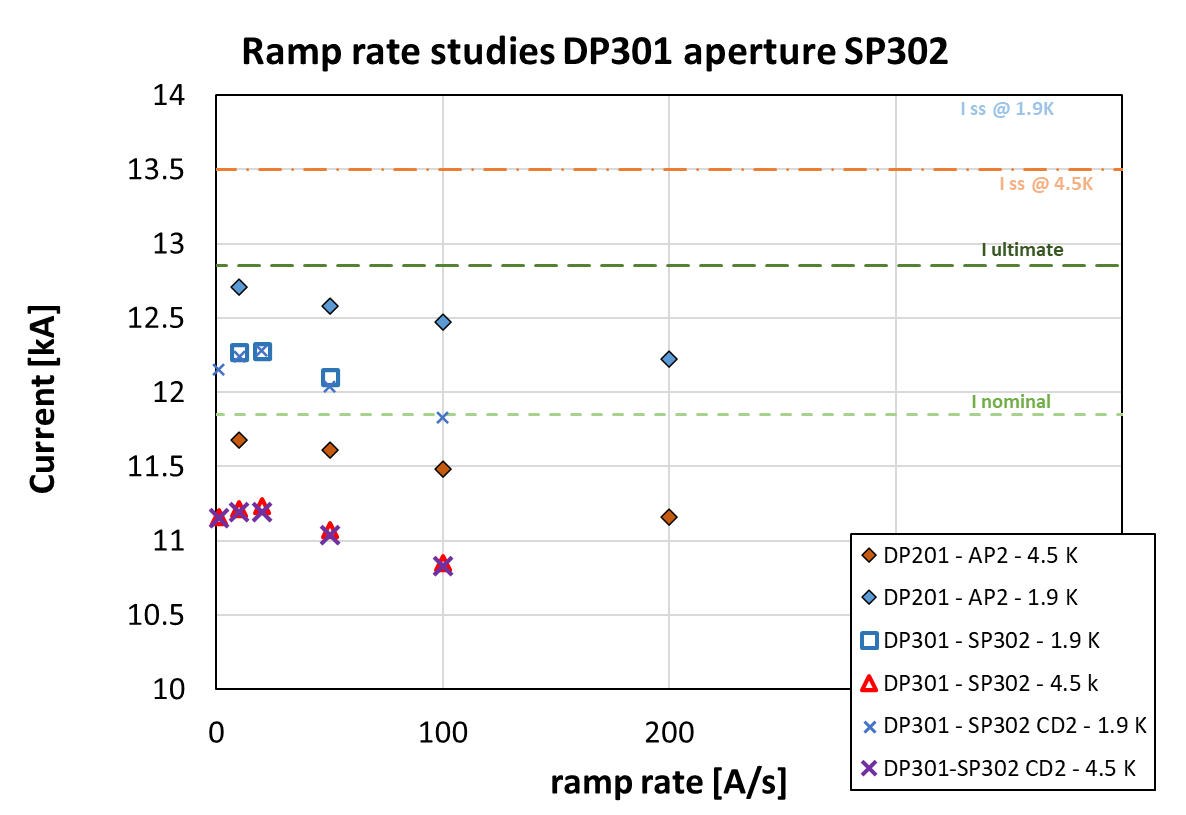 Ramp rate studies DP301 aperture SP302
14
I ss @ 1.9K
13.5
I ss @ 4.5K
13
I ultimate
12.5
12
I nominal
11.5
11
10.5
10
Current [kA]
0
100
200
ramp rate [A/s]
DP201 - AP2 - 4.5 K
DP201 - AP2 - 1.9 K
DP301 - SP302 - 1.9 K
DP301 - SP302 - 4.5 k
DP301 - SP302 CD2 - 1.9 K
DP301-SP302 CD2 - 4.5 K